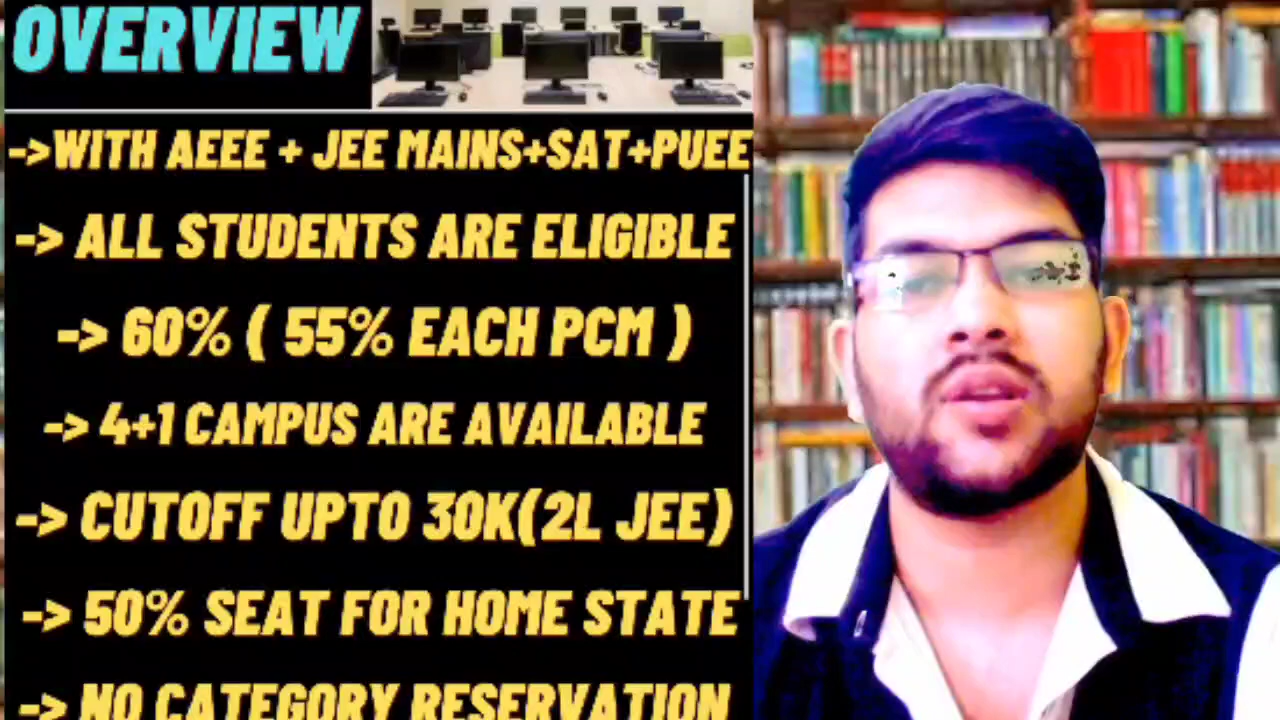 OVERVIEW
->WITH AEEE + JEE MAINS+SAT+PUEE
-> ALL STUDENTS ARE ELIGIBLE
-> 60% ( 55% EACH PCM )
-> 4+1 CAMPUS ARE AVAILABLE
-> CUTOFF UPTO 30K(2L JEE)
-> 50% SEAT FOR HOME STATE
-> NO CATEGORY RESERVATION